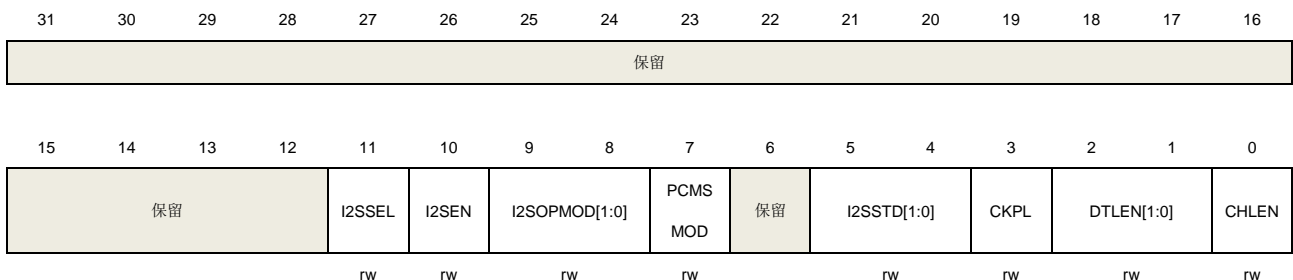 31 30 29 28 27 26 25 24 23 22 21 20 19 18 17 16
保留
15 14 13 12 11 10 9 8 7 6 5 4 3 2 1 0
保留 I2SSEL I2SEN I2SOPMOD[1:0] PCMS MOD 保留 I2SSTD[1:0] CKPL DTLEN[1:0] CHLEN
rw rw rw rw rw rw rw rw